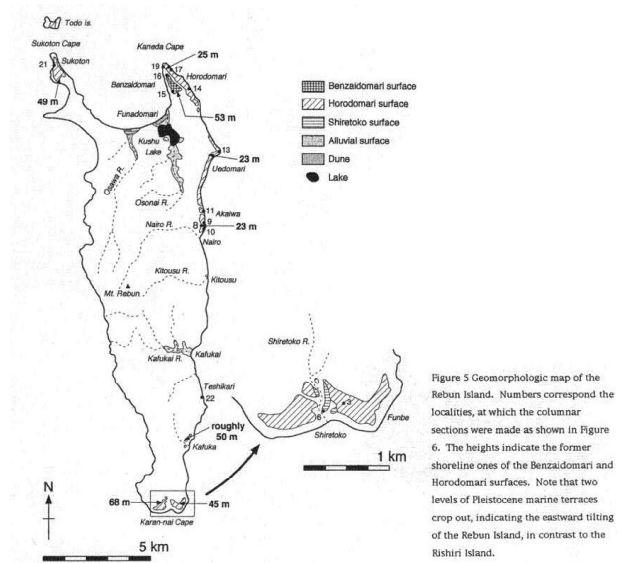 Todo is.
Sukoton Cape
Kaneda Cape
25 m
21 Sukoton
19
17
16
Horodomari
Benzaidomari
14
15
49 m
53 m
Funadomari
Kushu
Lake
13
23 m
Uedomari
Osawa R.
Osonai R.
11 Akaiwa
Nairo R.
8
9
23 m
10
Nairo
Kitousu R.
Kitousu
Mt. Rebun
Kafukai R.
Kafukai
Teshikari
22
roughly
50 m
Kafuka
68 m
45 m
Karan-nai Cape
N
5 km
Benzaidomari surface
Horodomari surface
Shiretoko surface
Alluvial surface
Dune
Lake
Shiretoko R.
3
6
Funbe
Shiretoko
1 km
Figure 5 Geomorphologic map of the
Rebun Island. Numbers correspond the
localities, at which the columnar
sections were made as shown in Figure
6. The heights indicate the former
shoreline ones of the Benzaidomari and
Horodomari surfaces. Note that two
levels of Pleistocene marine terraces
crop out, indicating the eastward tilting
of the Rebun Island, in contrast to the
Rishiri Island.